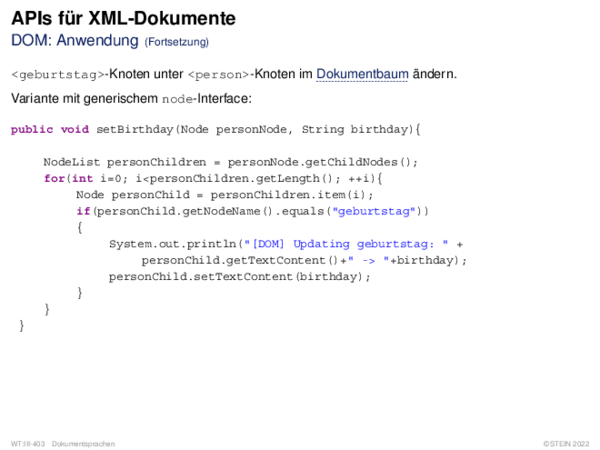 APIs für XML-Dokumente
DOM: Anwendung (Fortsetzung)
<geburtstag>-Knoten unter <person>-Knoten im Dokumentbaum ändern.
Variante mit generischem node-Interface:
public void setBirthday(Node personNode, String birthday){
NodeList personChildren = personNode.getChildNodes();
for(int i=0; i<personChildren.getLength(); ++i){
Node personChild = personChildren.item(i);
if(personChild.getNodeName().equals("geburtstag"))
{
System.out.println("[DOM] Updating geburtstag: " +
personChild.getTextContent()+" -> "+birthday);
personChild.setTextContent(birthday);
}
}
}
WT:III-403 Dokumentsprachen ©STEIN 2022